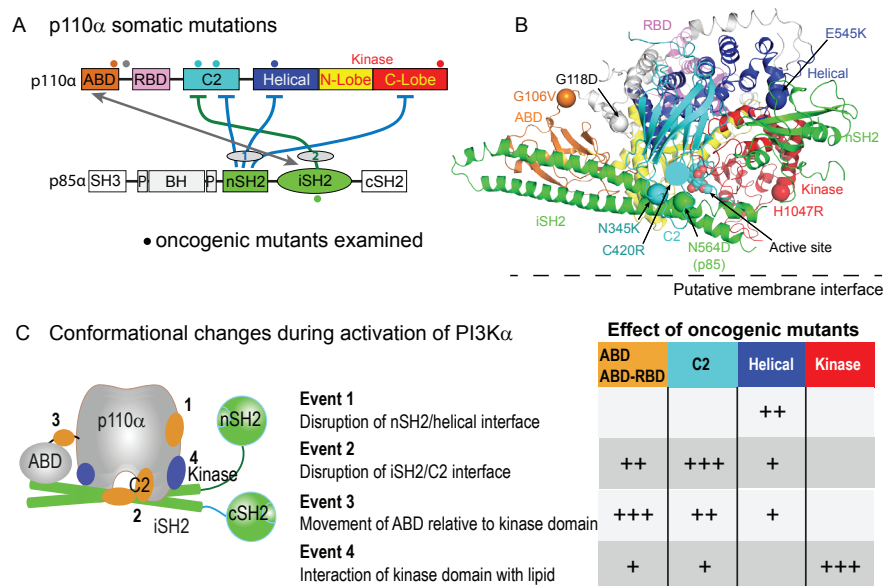 A p110α somatic mutations
Kinase
p110α ABD RBD C2 Helical N-Lobe C-Lobe
1 2
p85α SH3 P BH P nSH2 iSH2 cSH2
• oncogenic mutants examined
B
RBD
E545K
G118D
Helical
G106V
ABD
nSH2
Kinase
H1047R
iSH2
N345K
C2
C420R
N564D
(p85)
Active site
Putative membrane interface
C Conformational changes during activation of PI3Kα
p110α
1
3
nSH2
ABD
4
Kinase
C2
2
iSH2
cSH2
Event 1
Disruption of nSH2/helical interface
Event 2
Disruption of iSH2/C2 interface
Event 3
Movement of ABD relative to kinase domain
Event 4
Interaction of kinase domain with lipid
Effect of oncogenic mutants
ABD
ABD-RBD C2 Helical Kinase
++
++ +++ +
+++ ++ +
+ + +++